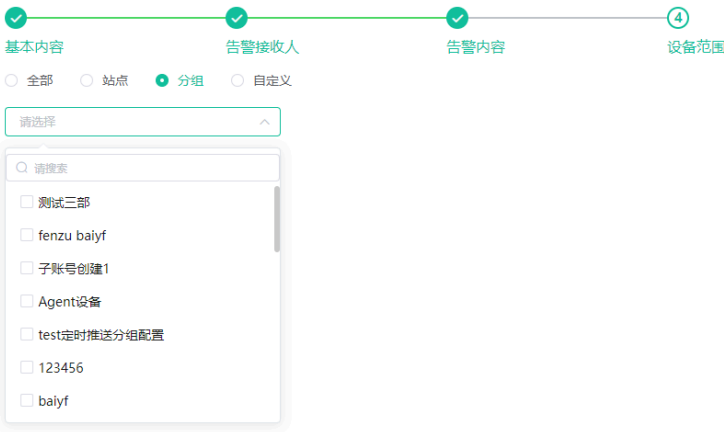 4
基本内容 告警接收人 告警内容 设备范围
全部 站点 分组 自定义
请选择
请搜索
测试三部
fenzu baiyf
子账号创建1
Agent设备
test定时推送分组配置
123456
baiyf